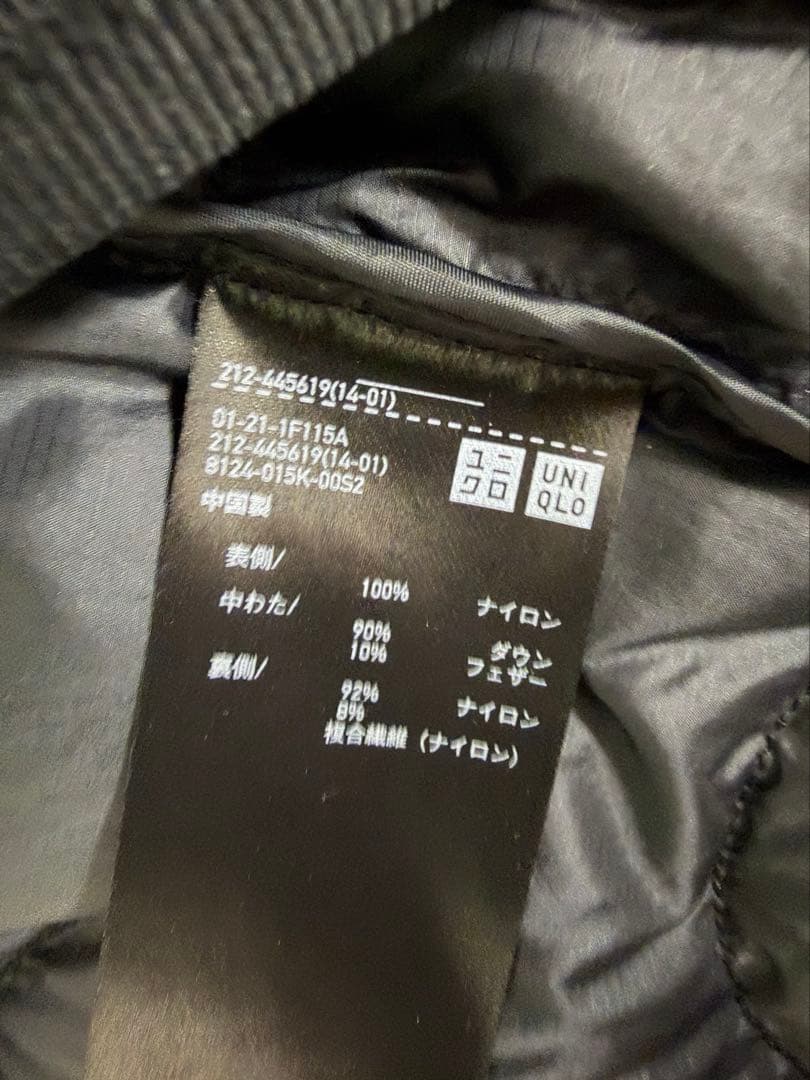 212-445619(14-01)
01-21-1F115A
212-445619(14-01)
8124-015K-00S2
ユニクロ
UNIQLO
中国製
表側/
100% ナイロン
中わた/
90% ダウン
10% フェザー
裏側/
92% ナイロン
8%
複合繊維 (ナイロン)